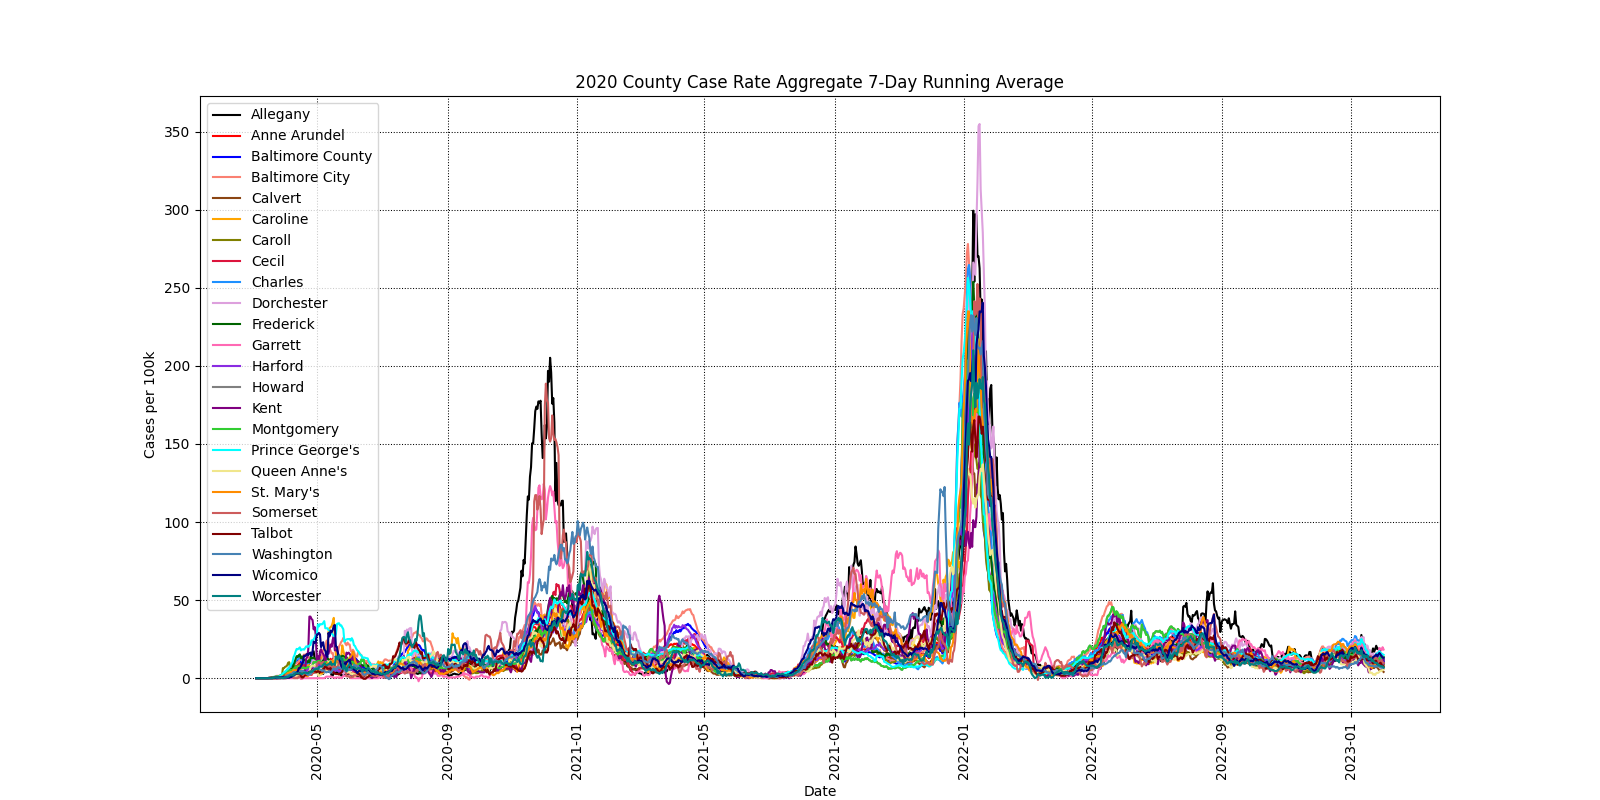 2020 County Case Rate Aggregate 7-Day Running Average
Allegany
Anne Arundel
Baltimore County
Baltimore City
Calvert
Caroline
Caroll
Cecil
Charles
Dorchester
Frederick
Garrett
Harford
Howard
Kent
Montgomery
Prince George's
Queen Anne's
St. Mary's
Somerset
Talbot
Washington
Wicomico
Worcester
Cases per 100k
350
300
250
200
150
100
50
0
2020-05
2020-09
2021-01
2021-05
2021-09
2022-01
2022-05
2022-09
2023-01
Date